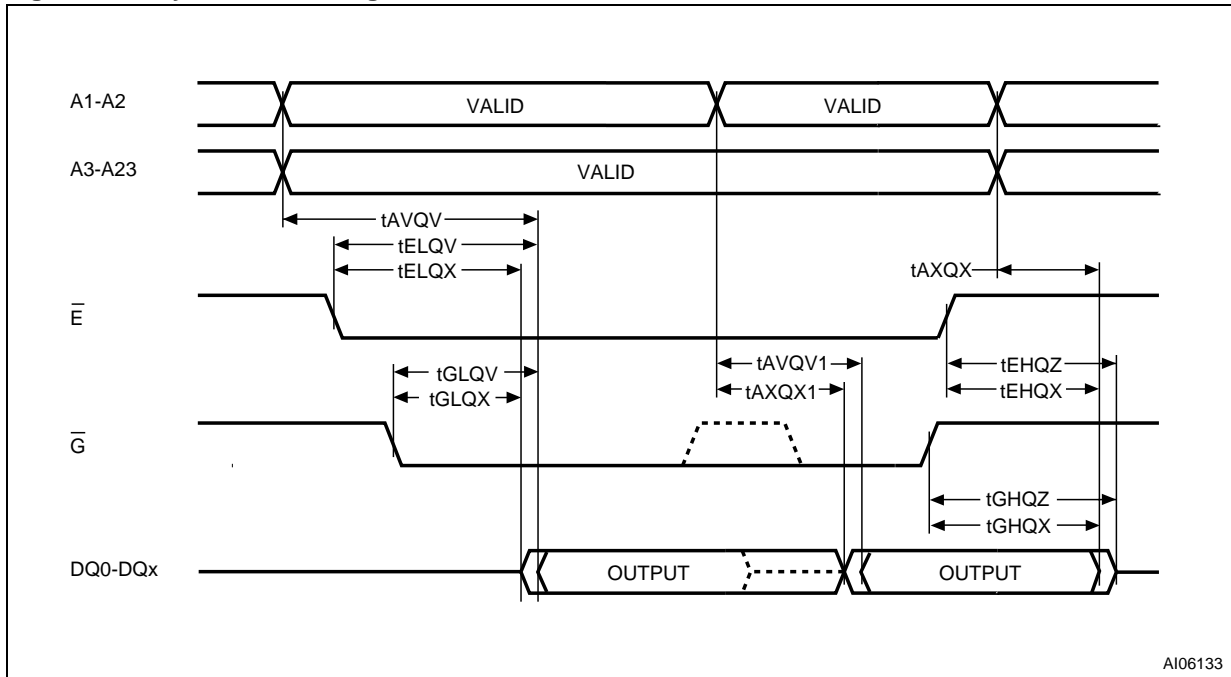 A1-A2
VALID
VALID
A3-A23
VALID
tAVQV
tELQV
tELQX
tAXQX
E
tAVQV1
tEHQZ
tGLQV
tAXQX1
tEHQX
tGLQX
G
tGHQZ
tGHQX
DQ0-DQx
OUTPUT
OUTPUT
AI06133